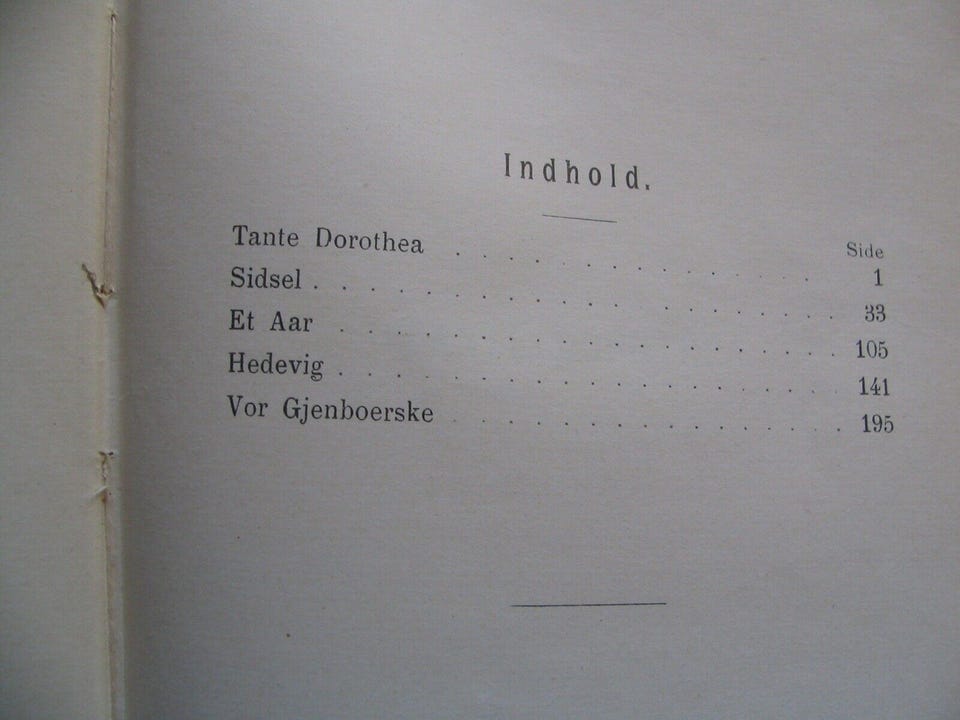 Indhold.
Side
Tante Dorothea . . . . . . . . . . . . . . 1
Sidsel . . . . . . . . . . . . . . . . . . . 33
Et Aar . . . . . . . . . . . . . . . . . . 105
Hedevig . . . . . . . . . . . . . . . . . . 141
Vor Gjenboerske . . . . . . . . . . . . . . 195